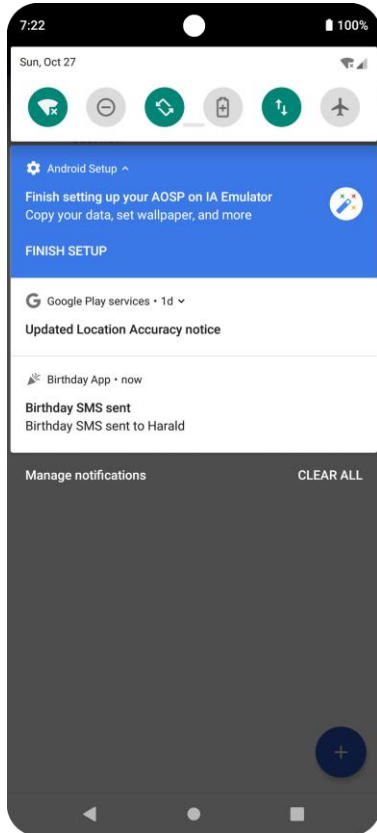 7:22
100%
Sun, Oct 27
Android Setup
Finish setting up your AOSP on IA Emulator
Copy your data, set wallpaper, and more
FINISH SETUP
Google Play services • 1d
Updated Location Accuracy notice
Birthday App • now
Birthday SMS sent
Birthday SMS sent to Harald
Manage notifications
CLEAR ALL